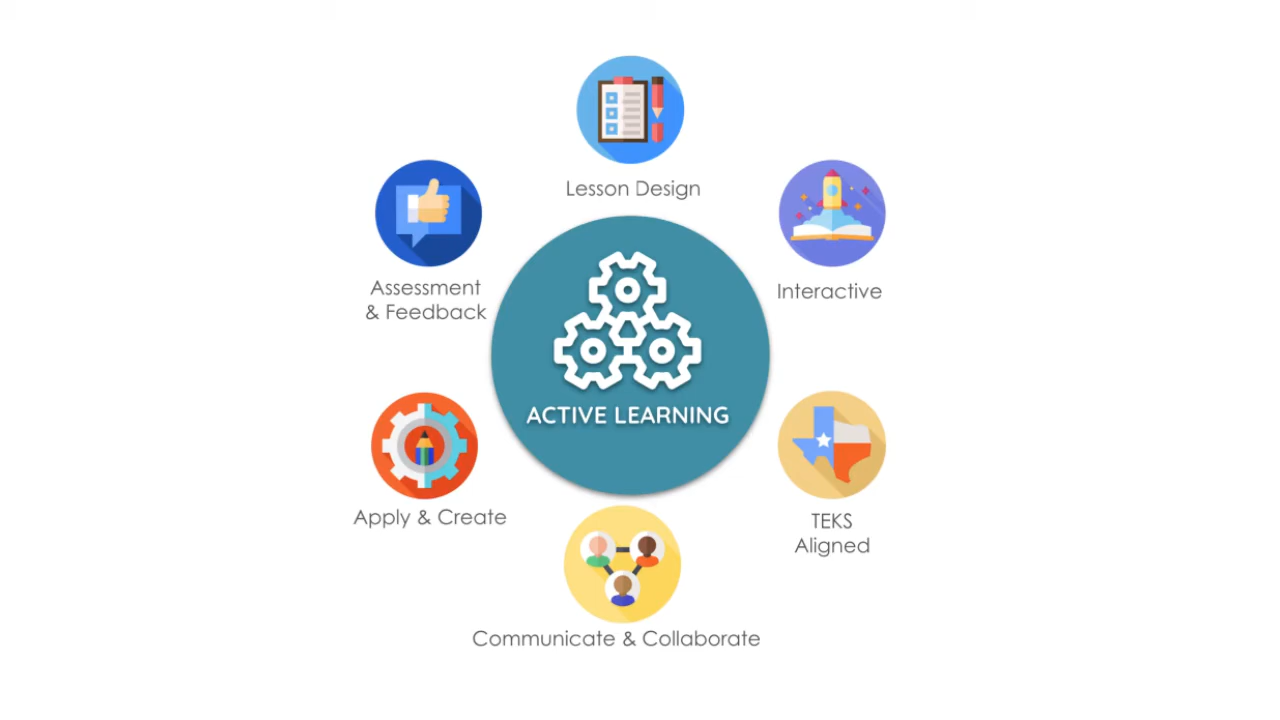 Lesson Design
Assessment
& Feedback
Interactive
ACTIVE LEARNING
Apply & Create
TEKS
Aligned
Communicate & Collaborate